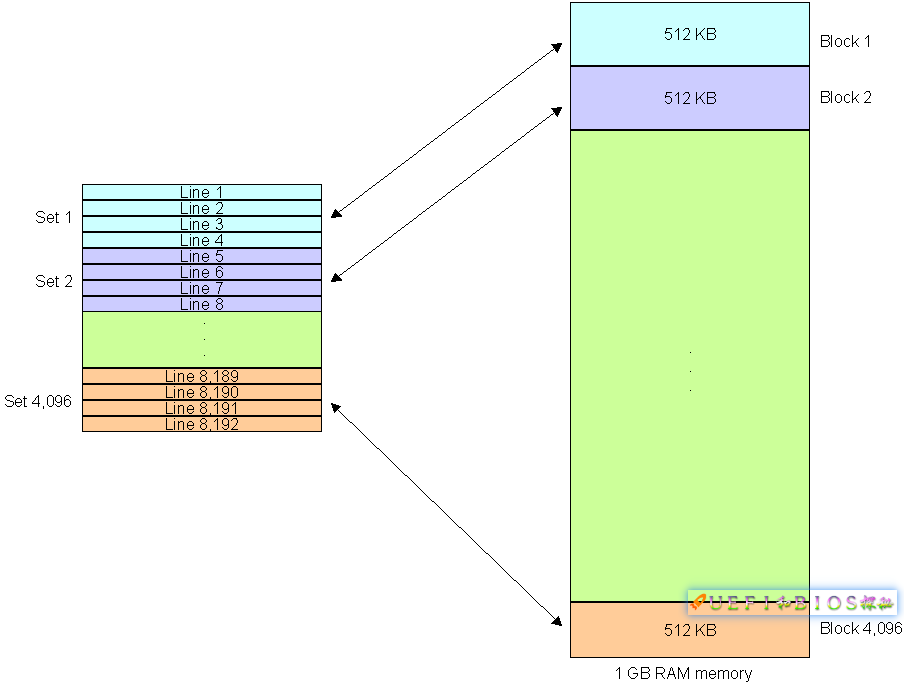 512 KB
Block 1
512 KB
Block 2
Line 1
Line 2
Set 1
Line 3
Line 4
Line 5
Line 6
Set 2
Line 7
Line 8
.
.
.
.
.
.
Line 8,189
Line 8,190
Set 4,096
Line 8,191
Line 8,192
UEFI和BIOS探秘
512 KB
Block 4,096
1 GB RAM memory